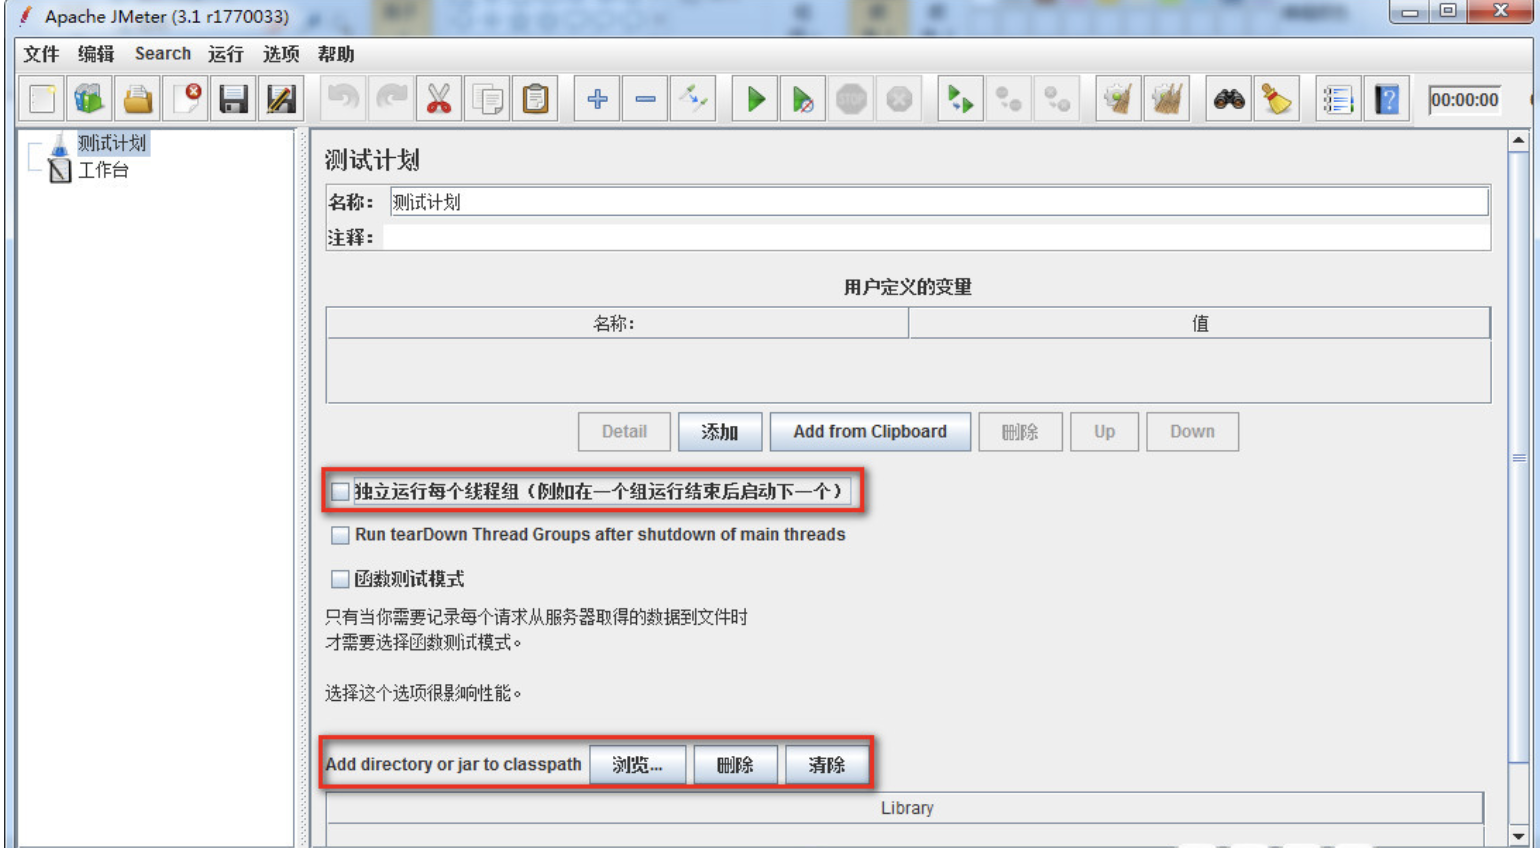 Apache JMeter (3.1 r1770033)
文件 编辑 Search 运行 选项 帮助
STOP 00:00:00
测试计划
工作台
测试计划
名称: 测试计划
注释:
用户定义的变量
名称: 值
Detail 添加 Add from Clipboard 删除 Up Down
独立运行每个线程组（例如在一个组运行结束后启动下一个）
Run tearDown Thread Groups after shutdown of main threads
函数测试模式
只有当你需要记录每个请求从服务器取得的数据到文件时
才需要选择函数测试模式。
选择这个选项很影响性能。
Add directory or jar to classpath 浏览... 删除 清除
Library